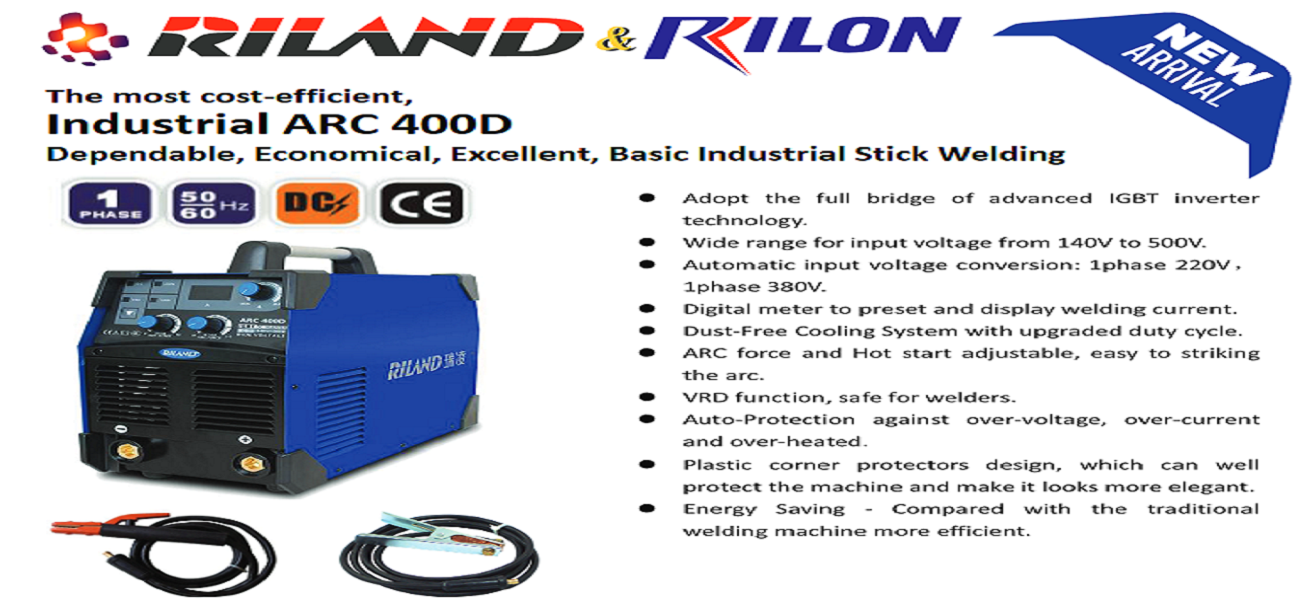 RILAND & RILON
NEW
ARRIVAL
The most cost-efficient,
Industrial ARC 400D
Dependable, Economical, Excellent, Basic Industrial Stick Welding
1 PHASE
50/60 Hz
DC
CE
ARC 400D
RILAND
RILAND
● Adopt the full bridge of advanced IGBT inverter
technology.
● Wide range for input voltage from 140V to 500V.
● Automatic input voltage conversion: 1phase 220V，
1phase 380V.
● Digital meter to preset and display welding current.
● Dust-Free Cooling System with upgraded duty cycle.
● ARC force and Hot start adjustable, easy to striking
the arc.
● VRD function, safe for welders.
● Auto-Protection against over-voltage, over-current
and over-heated.
● Plastic corner protectors design, which can well
protect the machine and make it looks more elegant.
● Energy Saving - Compared with the traditional
welding machine more efficient.